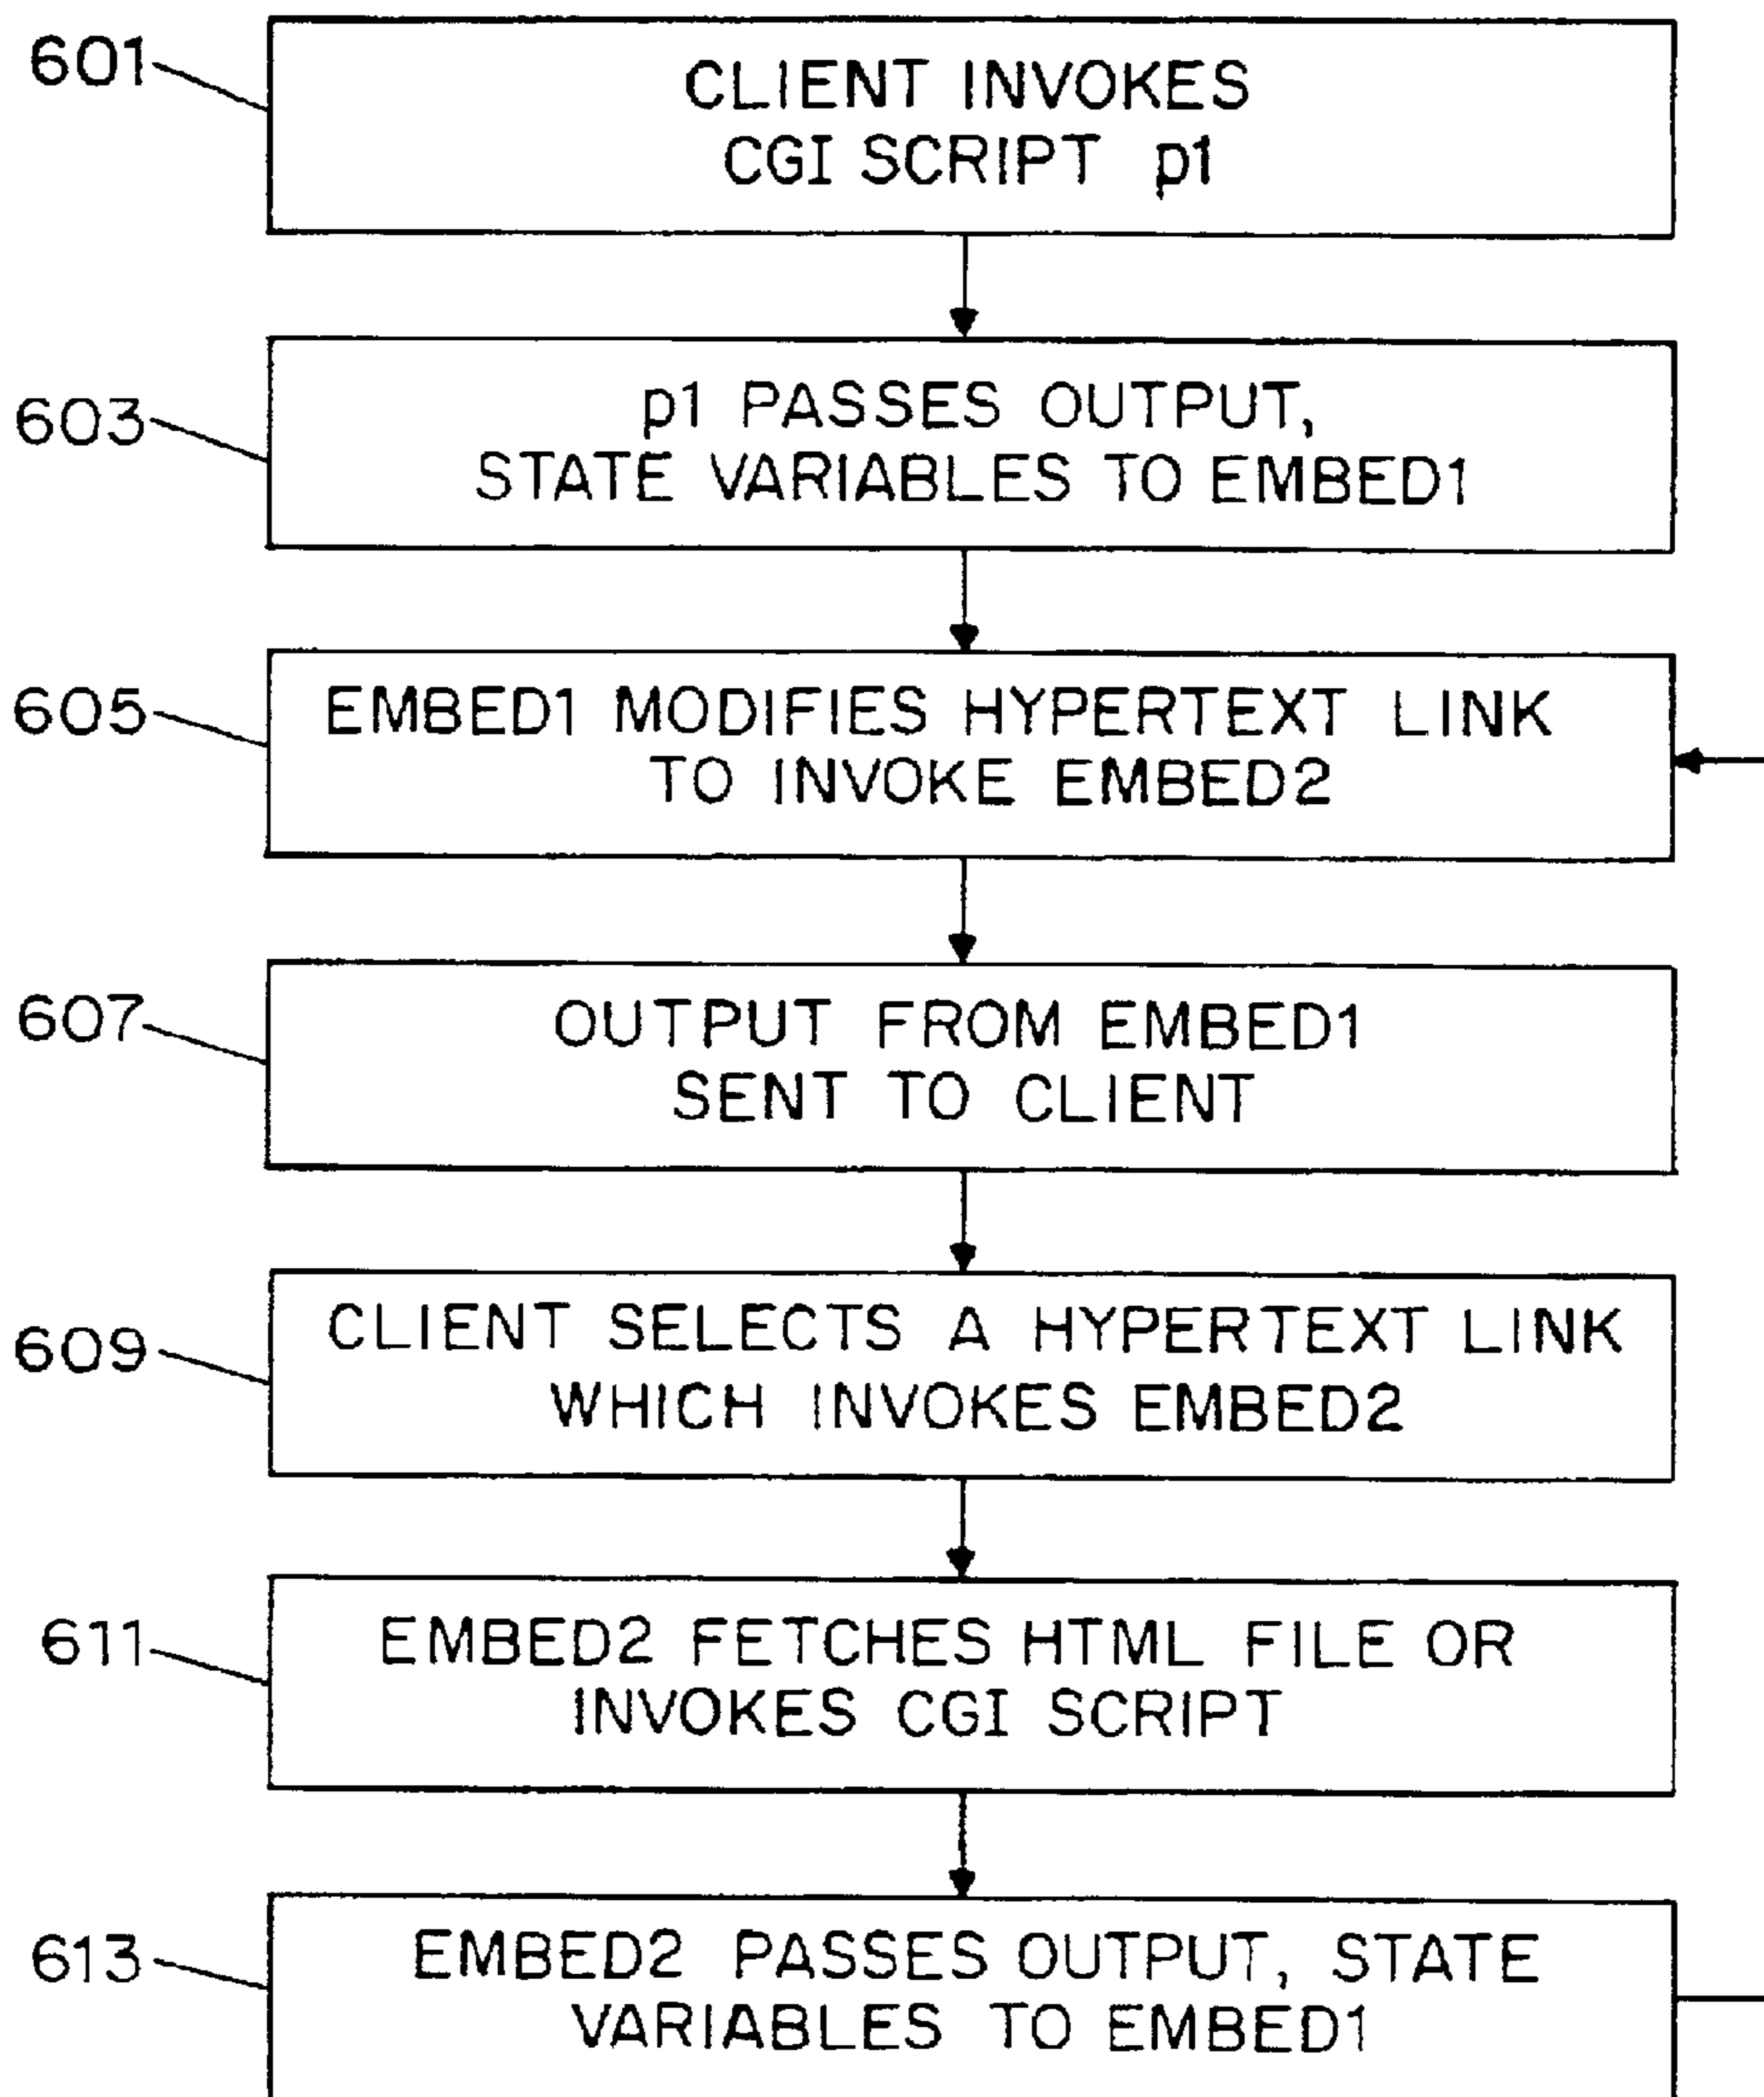 601
CLIENT INVOKES
CGI SCRIPT p1
603
p1 PASSES OUTPUT,
STATE VARIABLES TO EMBED1
605
EMBED1 MODIFIES HYPERTEXT LINK
TO INVOKE EMBED2
607
OUTPUT FROM EMBED1
SENT TO CLIENT
609
CLIENT SELECTS A HYPERTEXT LINK
WHICH INVOKES EMBED2
611
EMBED2 FETCHES HTML FILE OR
INVOKES CGI SCRIPT
613
EMBED2 PASSES OUTPUT, STATE
VARIABLES TO EMBED1